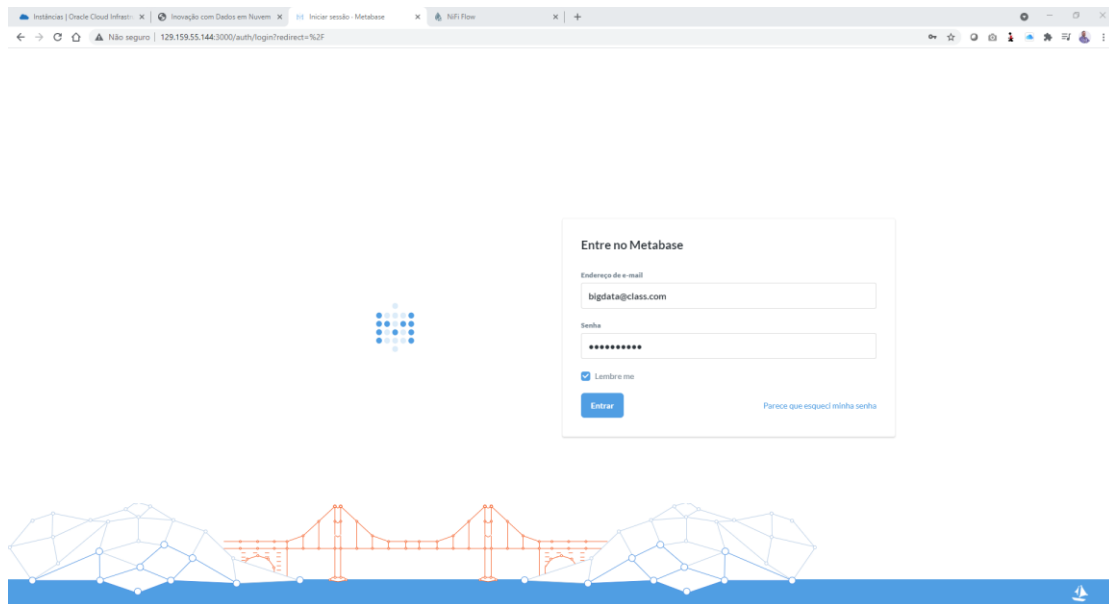 Instâncias | Oracle Cloud Infrastr
Inovação com Dados em Nuvem
Iniciar sessão - Metabase
NiFi Flow
Não seguro | 129.159.55.144:3000/auth/login?redirect=%2F
Entre no Metabase
Endereço de e-mail
bigdata@class.com
Senha
Lembre me
Entrar
Parece que esqueci minha senha